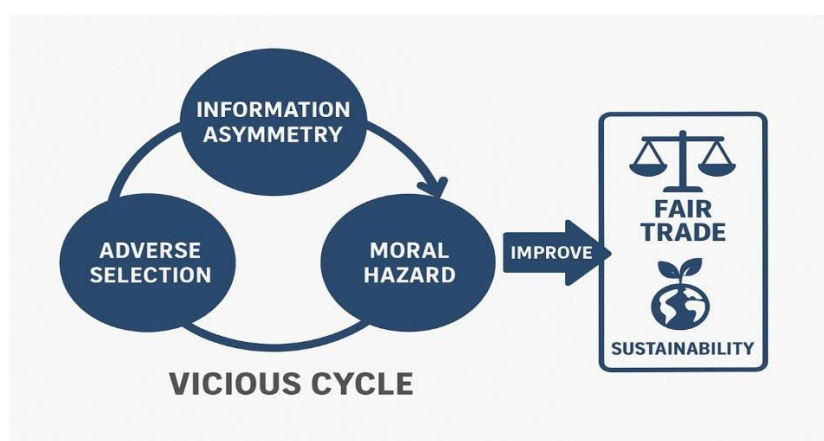 INFORMATION
ASYMMETRY
ADVERSE
SELECTION
MORAL
HAZARD
VICIOUS CYCLE
IMPROVE
FAIR
TRADE
SUSTAINABILITY